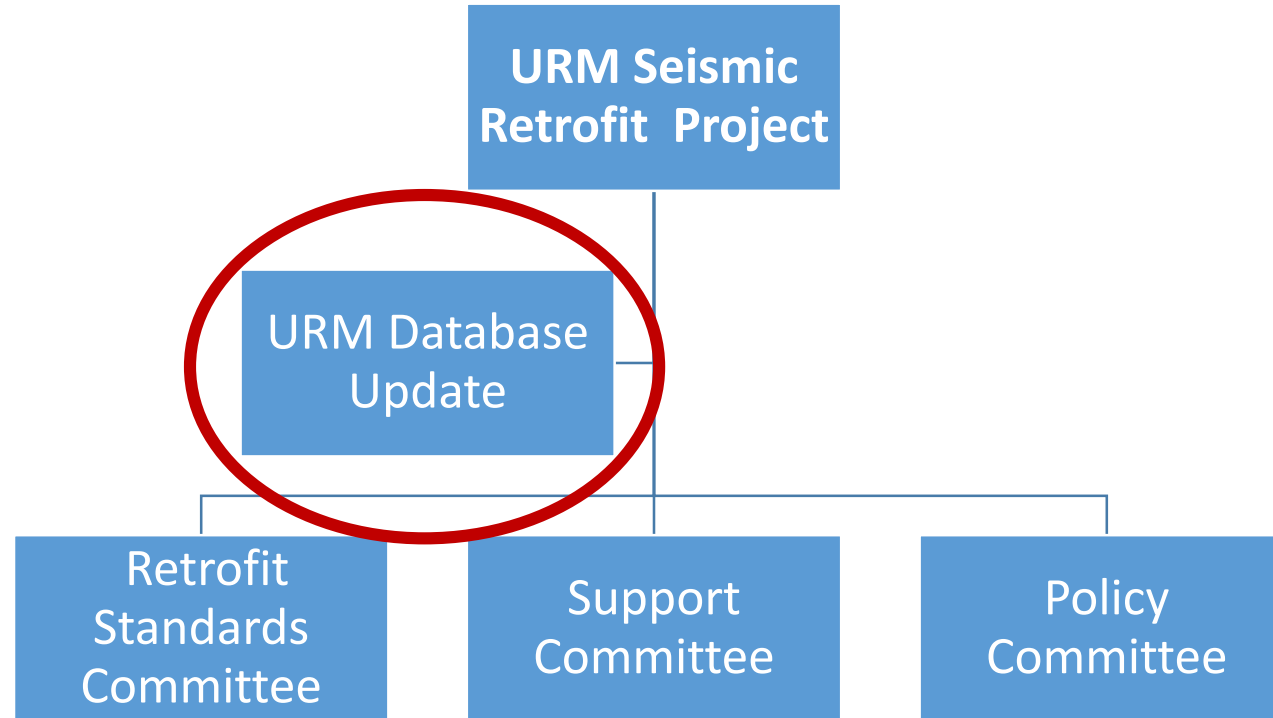 URM Seismic
Retrofit Project
URM Database
Update
Retrofit
Standards
Committee
Support
Committee
Policy
Committee